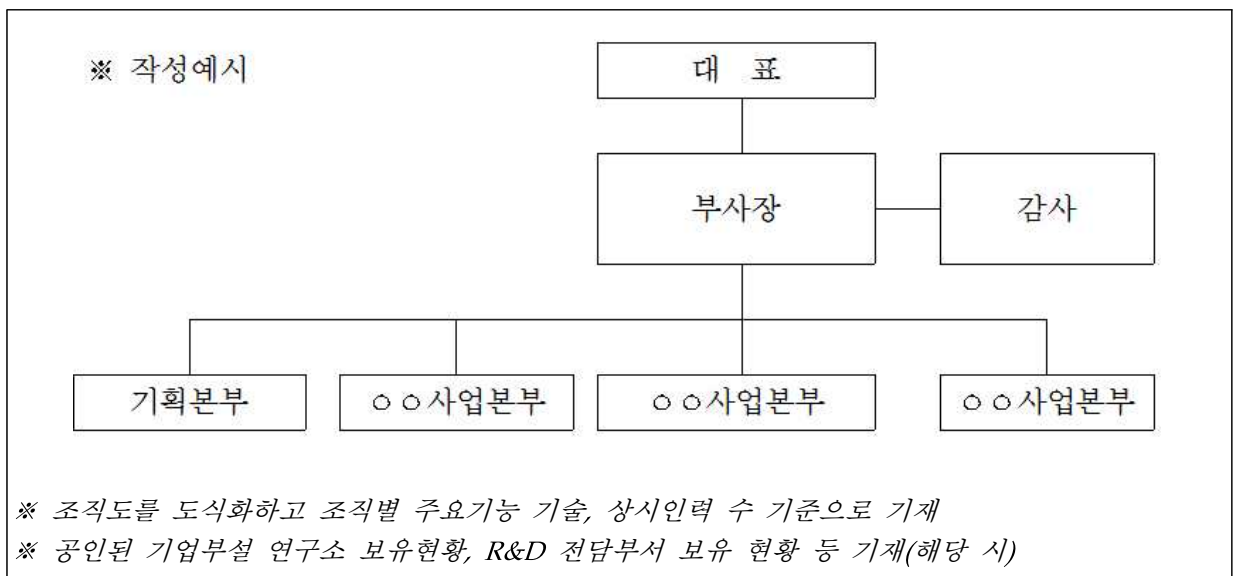 ※ 작성예시
대 표
부사장
감사
기획본부
○○사업본부
○○사업본부
○○사업본부
※ 조직도를 도식화하고 조직별 주요기능 기술, 상시인력 수 기준으로 기재
※ 공인된 기업부설 연구소 보유현황, R&D 전담부서 보유 현황 등 기재(해당 시)